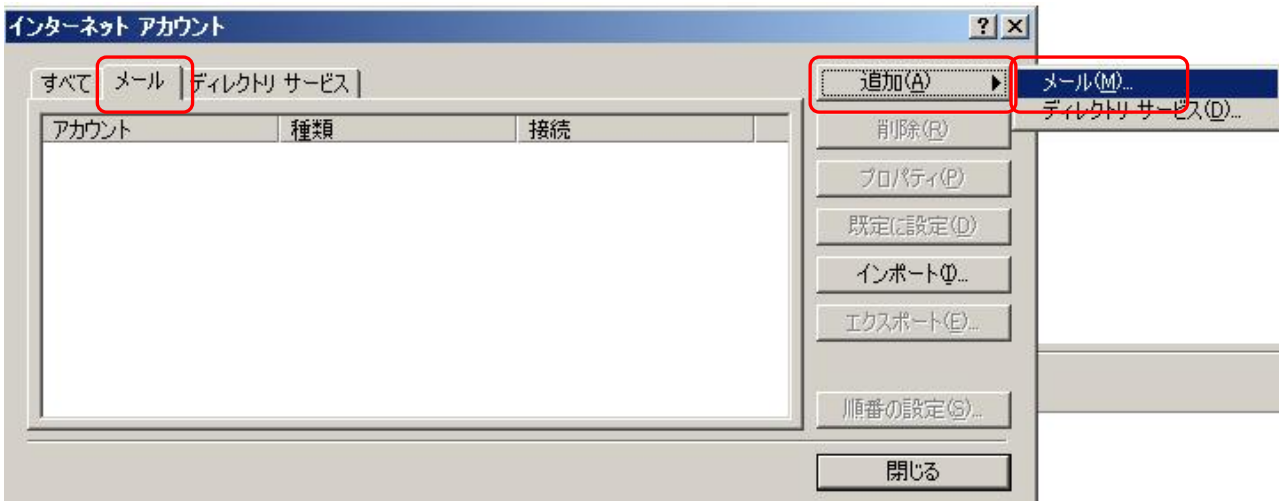 インターネット アカウント
すべて メール ディレクトリ サービス
アカウント 種類 接続
追加(A)
メール(M)...
ディレクトリ サービス(D)...
削除(R)
プロパティ(P)
既定に設定(D)
インポート(I)...
エクスポート(E)...
順番の設定(S)...
閉じる